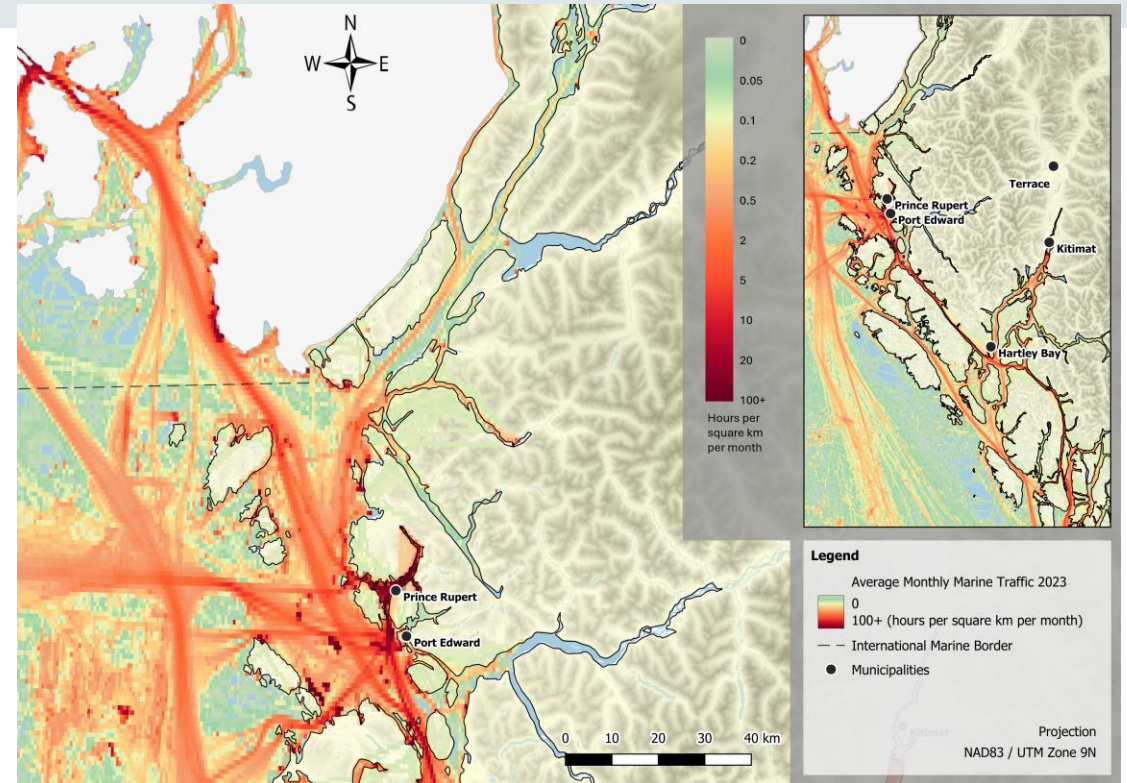 N
W E
S
0
0.05
0.1
0.2
0.5
2
5
10
20
100+
Hours per
square km
per month
Terrace
Prince Rupert
Port Edward
Kitimat
Hartley Bay
Prince Rupert
Port Edward
0 10 20 30 40 km
Legend
Average Monthly Marine Traffic 2023
0
100+ (hours per square km per month)
International Marine Border
Municipalities
Kitimat
Projection
NAD83 / UTM Zone 9N